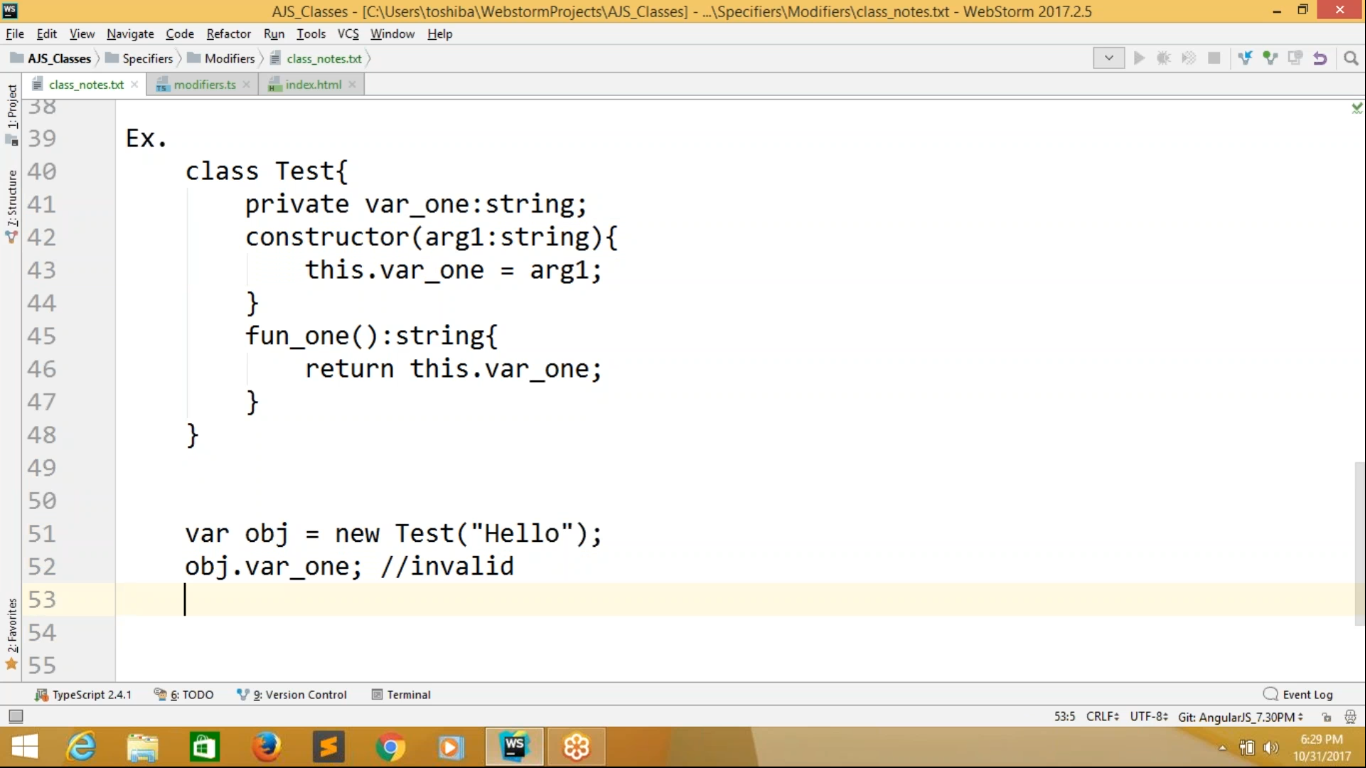 AJS_Classes - [C:\Users\toshiba\WebstormProjects\AJS_Classes] - ...\Specifiers\Modifiers\class_notes.txt - WebStorm 2017.2.5
File Edit View Navigate Code Refactor Run Tools VCS Window Help
AJS_Classes Specifiers Modifiers class_notes.txt
class_notes.txt modifiers.ts index.html
1: Project
7: Structure
2: Favorites
38
39 Ex.
40 class Test{
41 private var_one:string;
42 constructor(arg1:string){
43 this.var_one = arg1;
44 }
45 fun_one():string{
46 return this.var_one;
47 }
48 }
49
50
51 var obj = new Test("Hello");
52 obj.var_one; //invalid
53
54
55
TypeScript 2.4.1 6: TODO 9: Version Control Terminal Event Log
53:5 CRLF UTF-8 Git: AngularJS_7.30PM
WS
6:29 PM
10/31/2017